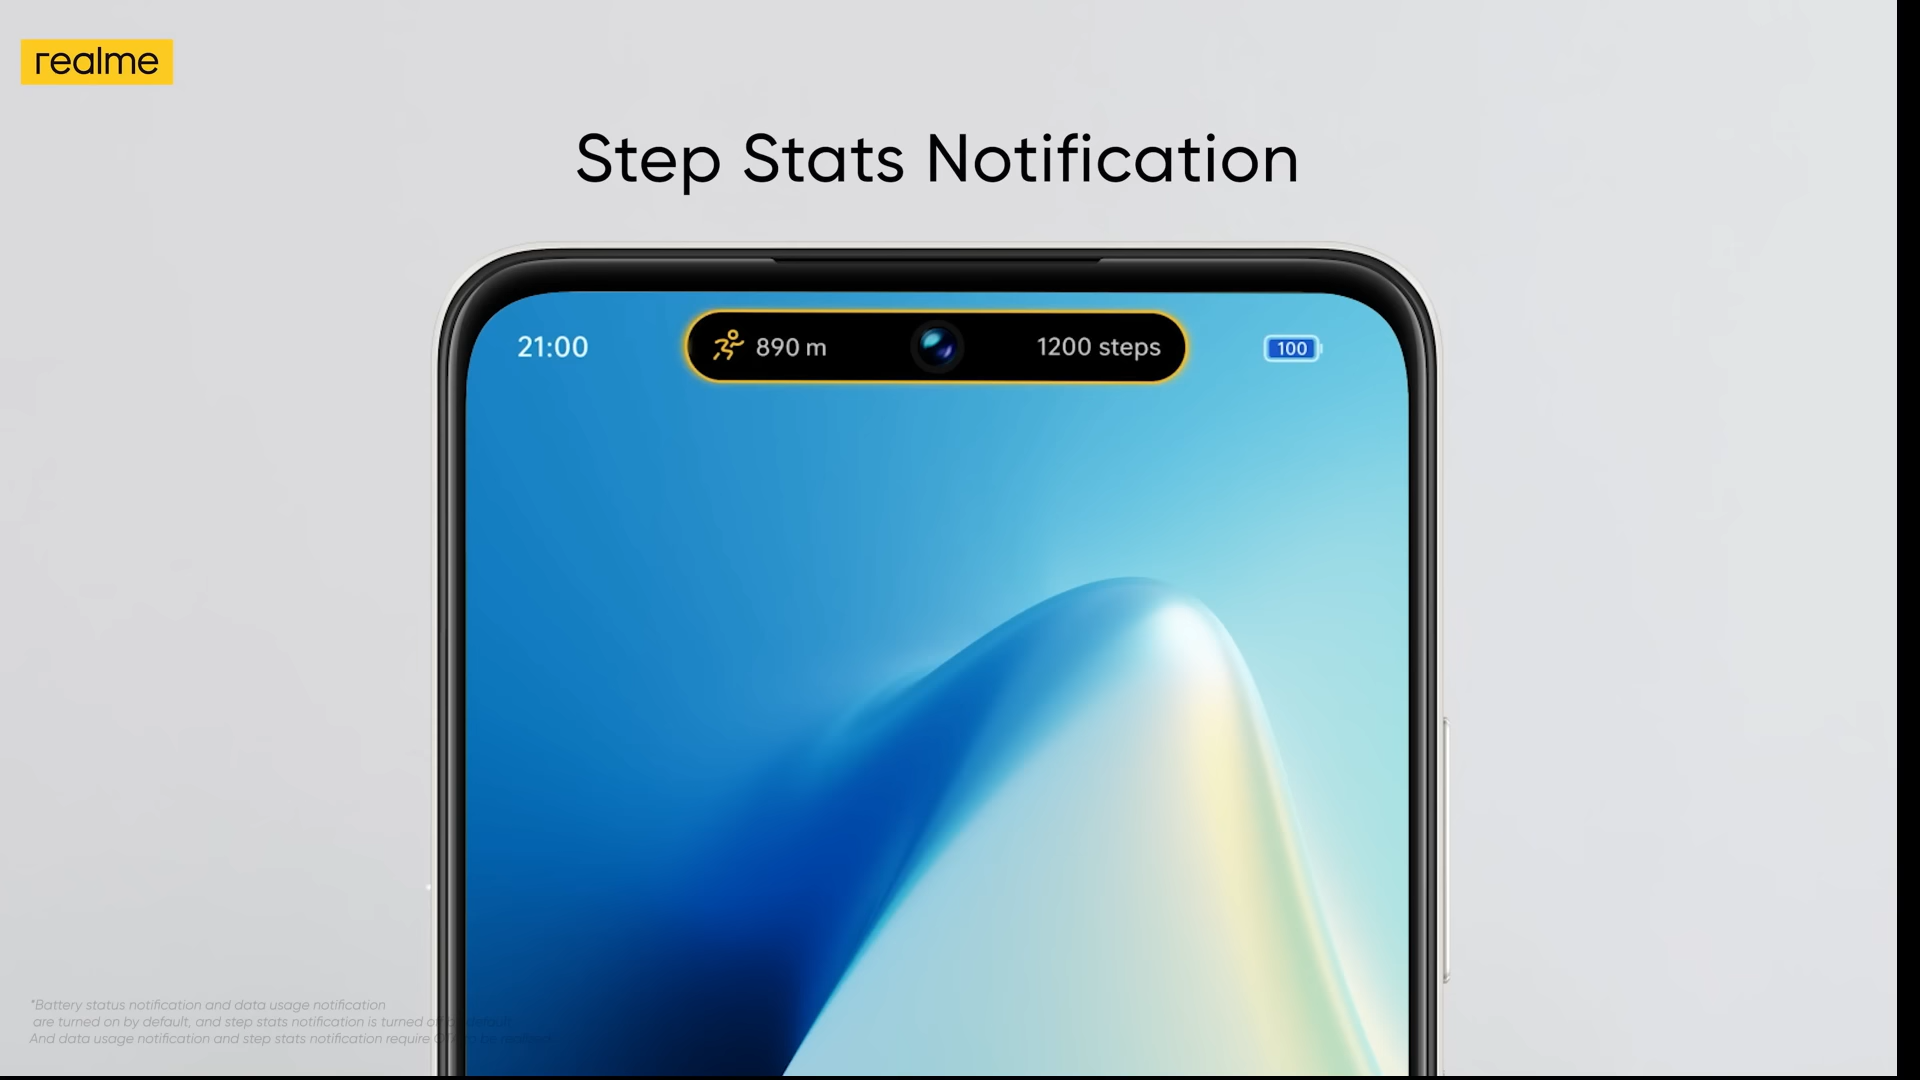 realme
Step Stats Notification
21:00
890 m
1200 steps
100
*Battery status notification and data usage notification
are turned on by default, and step stats notification is turned off
And data usage notification and step stats notification require